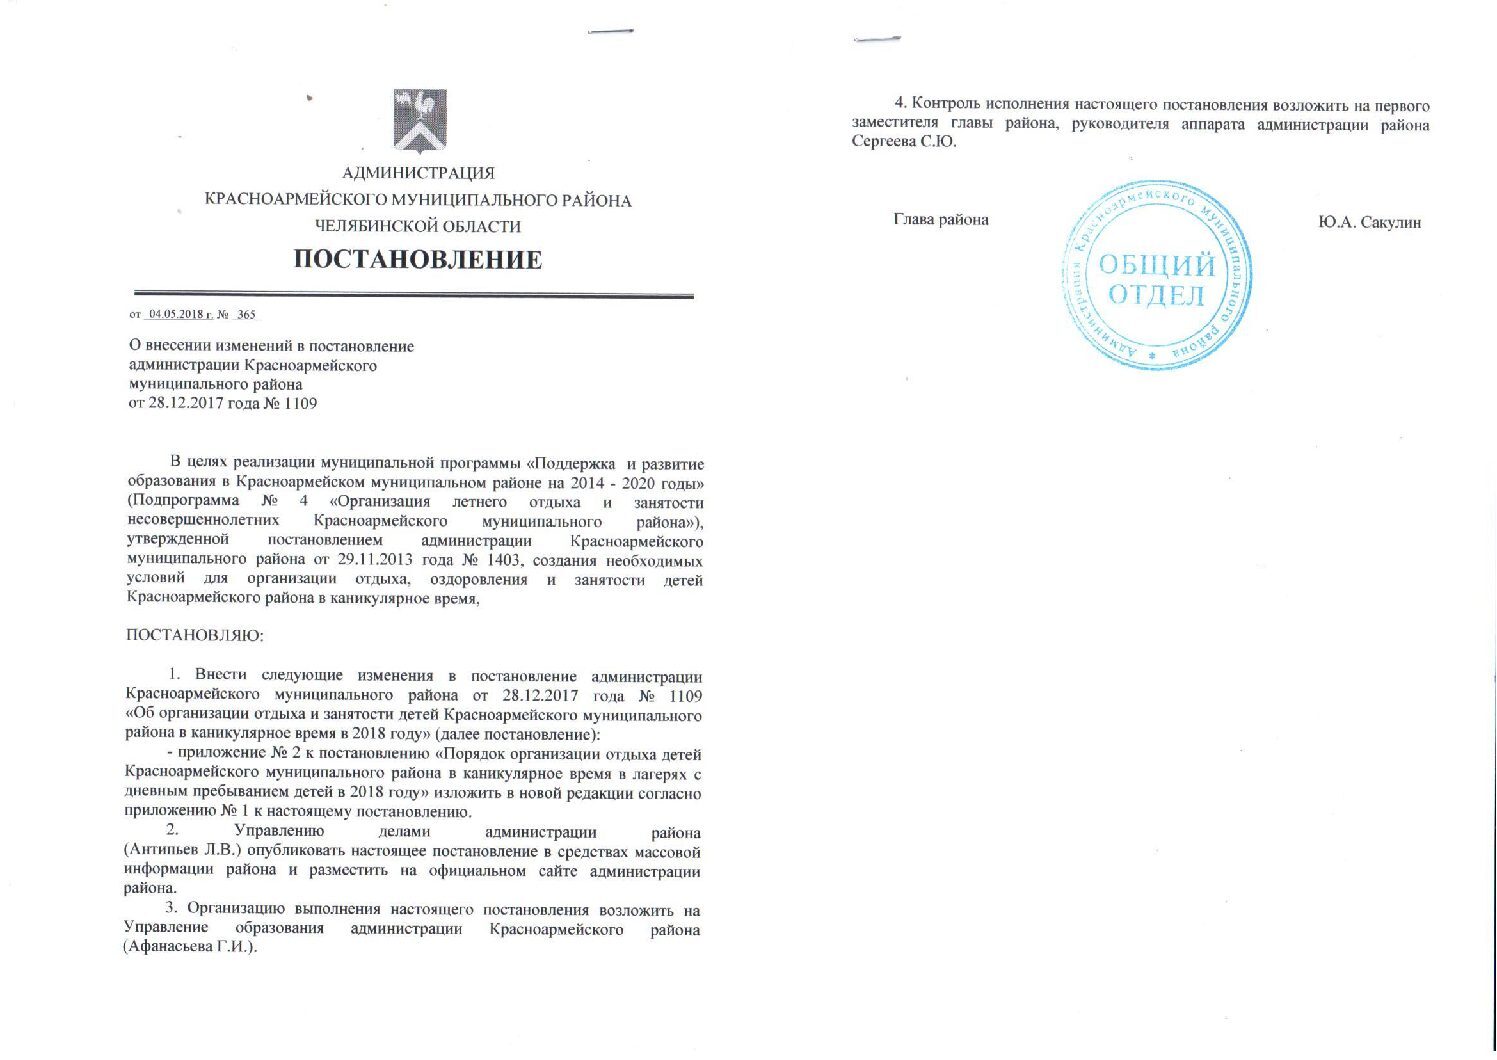 АДМИНИСТРАЦИЯ
КРАСНОАРМЕЙСКОГО МУНИЦИПАЛЬНОГО РАЙОНА
ЧЕЛЯБИНСКОЙ ОБЛАСТИ
ПОСТАНОВЛЕНИЕ
от 04.05.2018 г. № 365
О внесении изменений в постановление
администрации Красноармейского
муниципального района
от 28.12.2017 года № 1109
В целях реализации муниципальной программы «Поддержка и развитие
образования в Красноармейском муниципальном районе на 2014 - 2020 годы»
(Подпрограмма № 4 «Организация летнего отдыха и занятости
несовершеннолетних Красноармейского муниципального района»),
утвержденной постановлением администрации Красноармейского
муниципального района от 29.11.2013 года № 1403, создания необходимых
условий для организации отдыха, оздоровления и занятости детей
Красноармейского района в каникулярное время,
ПОСТАНОВЛЯЮ:
1. Внести следующие изменения в постановление администрации
Красноармейского муниципального района от 28.12.2017 года № 1109
«Об организации отдыха и занятости детей Красноармейского муниципального
района в каникулярное время в 2018 году» (далее постановление):
- приложение № 2 к постановлению «Порядок организации отдыха детей
Красноармейского муниципального района в каникулярное время в лагерях с
дневным пребыванием детей в 2018 году» изложить в новой редакции согласно
приложению № 1 к настоящему постановлению.
2. Управлению делами администрации района
(Антипьев Л.В.) опубликовать настоящее постановление в средствах массовой
информации района и разместить на официальном сайте администрации
района.
3. Организацию выполнения настоящего постановления возложить на
Управление образования администрации Красноармейского района
(Афанасьева Г.И.).
4. Контроль исполнения настоящего постановления возложить на первого
заместителя главы района, руководителя аппарата администрации района
Сергеева С.Ю.
Глава района
Ю.А. Сакулин
Администрация Красноармейского муниципального района *
ОБЩИЙ
ОТДЕЛ